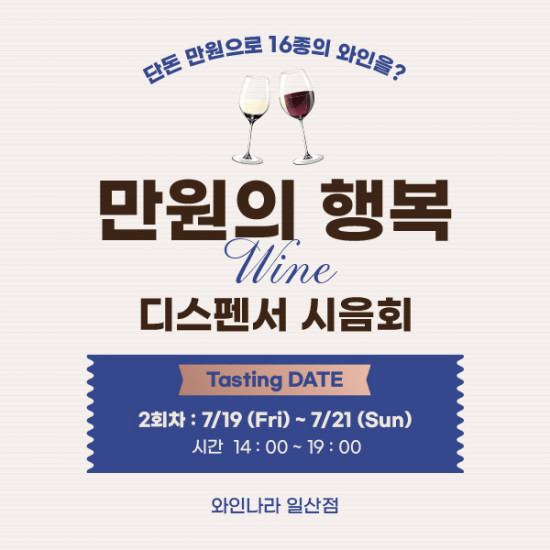 단돈 만원으로 16종의 와인을?
만원의 행복
Wine
디스펜서 시음회
Tasting DATE
2회차 : 7/19 (Fri) ~ 7/21 (Sun)
시간 14 : 00 ~ 19 : 00
와인나라 일산점